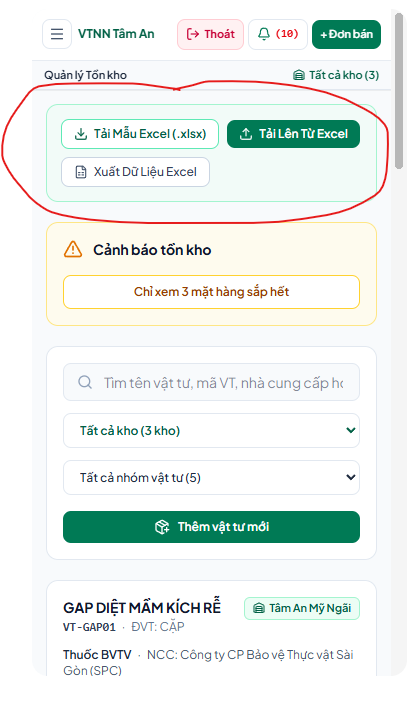 VTNN Tâm An
Thoát
(10)
+Đơn bán
Quản lý Tồn kho
Tất cả kho (3)
Tải Mẫu Excel (.xlsx)
Tải Lên Từ Excel
Xuất Dữ Liệu Excel
Cảnh báo tồn kho
Chỉ xem 3 mặt hàng sắp hết
Tìm tên vật tư, mã VT, nhà cung cấp hc
Tất cả kho (3 kho)
Tất cả nhóm vật tư (5)
Thêm vật tư mới
GAP DIỆT MẦM KÍCH RỄ
Tâm An Mỹ Ngãi
VT-GAP01 · ĐVT: CẶP
Thuốc BVTV · NCC: Công ty CP Bảo vệ Thực vật Sài
Gòn (SPC)